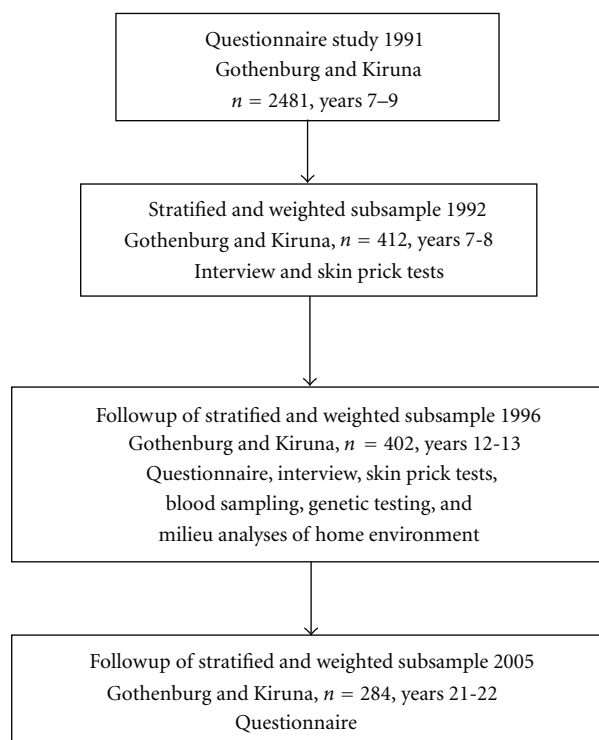 Questionnaire study 1991
Gothenburg and Kiruna
n = 2481, years 7–9
Stratified and weighted subsample 1992
Gothenburg and Kiruna, n = 412, years 7-8
Interview and skin prick tests
Followup of stratified and weighted subsample 1996
Gothenburg and Kiruna, n = 402, years 12-13
Questionnaire, interview, skin prick tests,
blood sampling, genetic testing, and
milieu analyses of home environment
Followup of stratified and weighted subsample 2005
Gothenburg and Kiruna, n = 284, years 21-22
Questionnaire